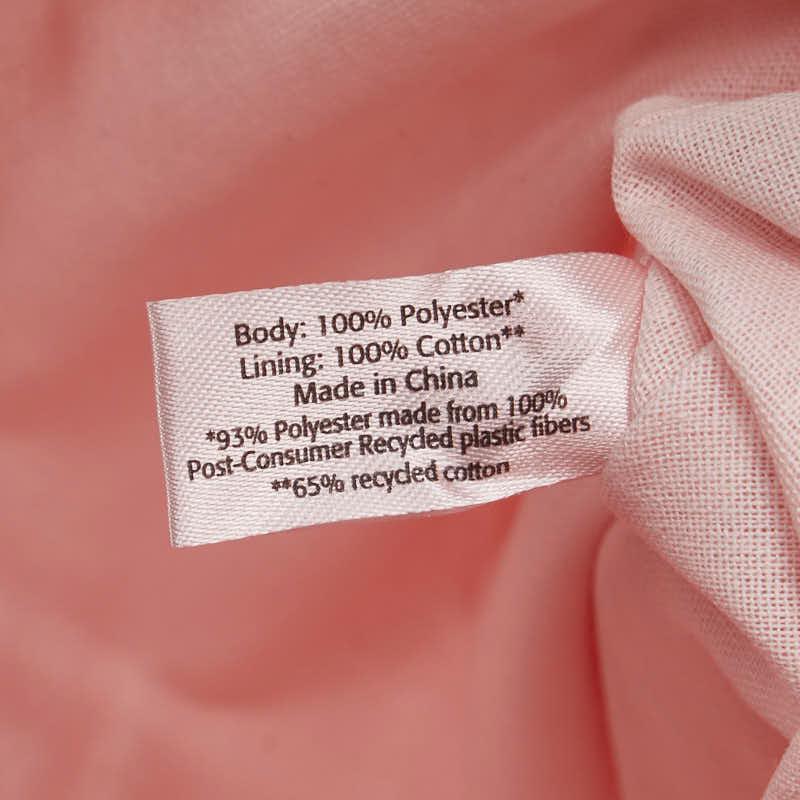 Body: 100% Polyester*
Lining: 100% Cotton**
Made in China
*93% Polyester made from 100%
Post-Consumer Recycled plastic fibers
**65% recycled cotton